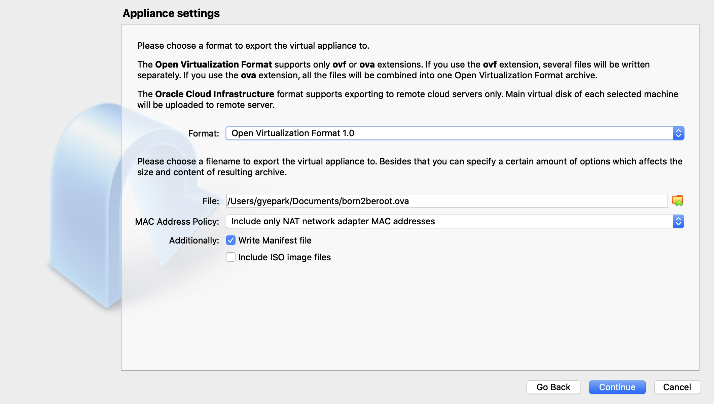 Appliance settings
Please choose a format to export the virtual appliance to.
The Open Virtualization Format supports only ovf or ova extensions. If you use the ovf extension, several files will be written
separately. If you use the ova extension, all the files will be combined into one Open Virtualization Format archive.
The Oracle Cloud Infrastructure format supports exporting to remote cloud servers only. Main virtual disk of each selected machine
will be uploaded to remote server.
Format: Open Virtualization Format 1.0
Please choose a filename to export the virtual appliance to. Besides that you can specify a certain amount of options which affects the
size and content of resulting archive.
File: /Users/gyepark/Documents/born2beroot.ova
MAC Address Policy: Include only NAT network adapter MAC addresses
Additionally: Write Manifest file
Include ISO image files
Go Back Continue Cancel